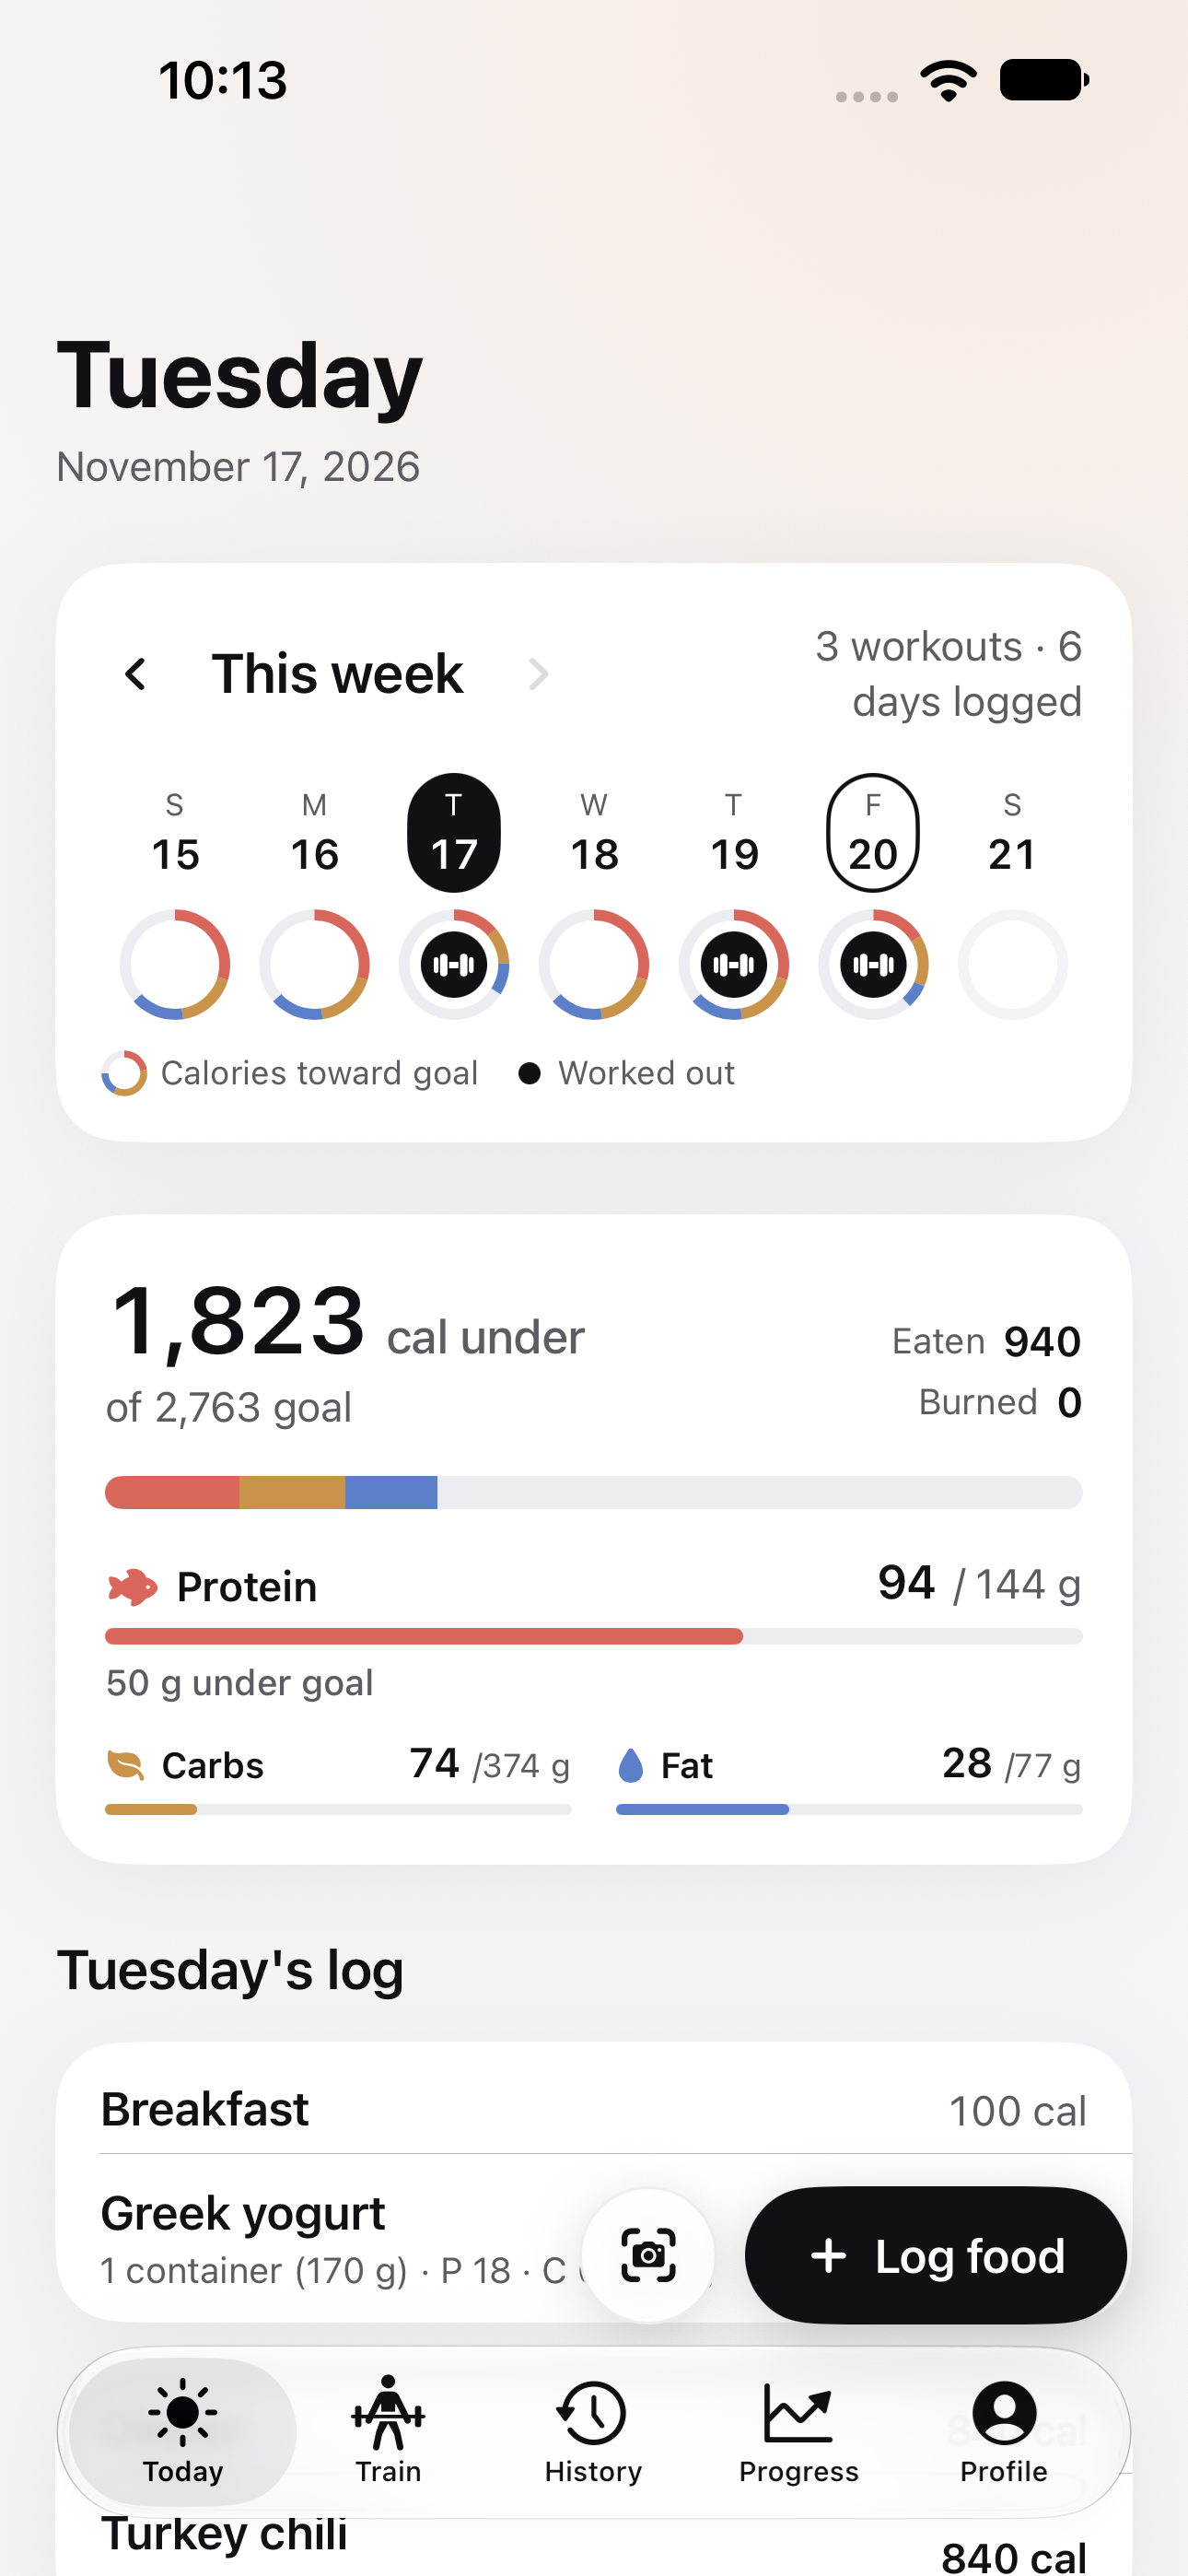 10:13
Tuesday
November 17, 2026
This week
3 workouts · 6
days logged
S M T W T F S
15 16 17 18 19 20 21
Calories toward goal
Worked out
1,823 cal under
of 2,763 goal
Eaten 940
Burned 0
Protein 94 / 144 g
50 g under goal
Carbs 74 /374 g
Fat 28 /77 g
Tuesday's log
Breakfast 100 cal
Greek yogurt
1 container (170 g) · P 18 · C
+ Log food
Today Train History Progress Profile
Turkey chili
840 cal